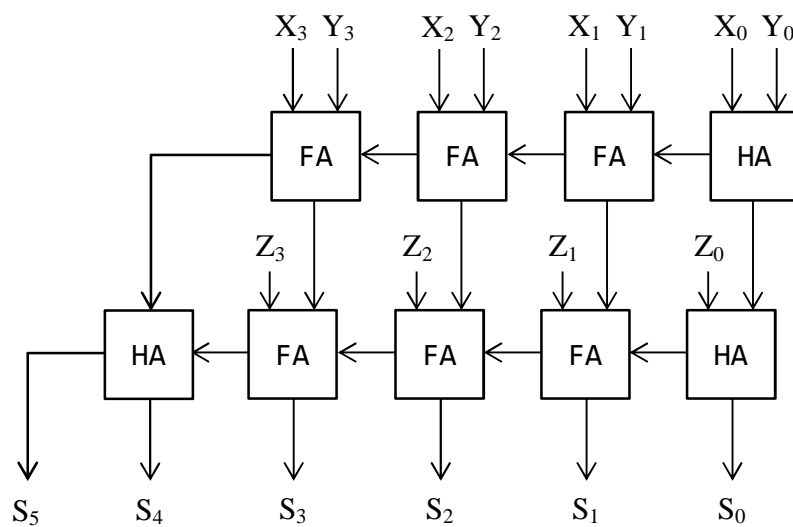 X₃ Y₃ X₂ Y₂ X₁ Y₁ X₀ Y₀
FA FA FA HA
Z₃ Z₂ Z₁ Z₀
HA FA FA FA HA
S₅ S₄ S₃ S₂ S₁ S₀